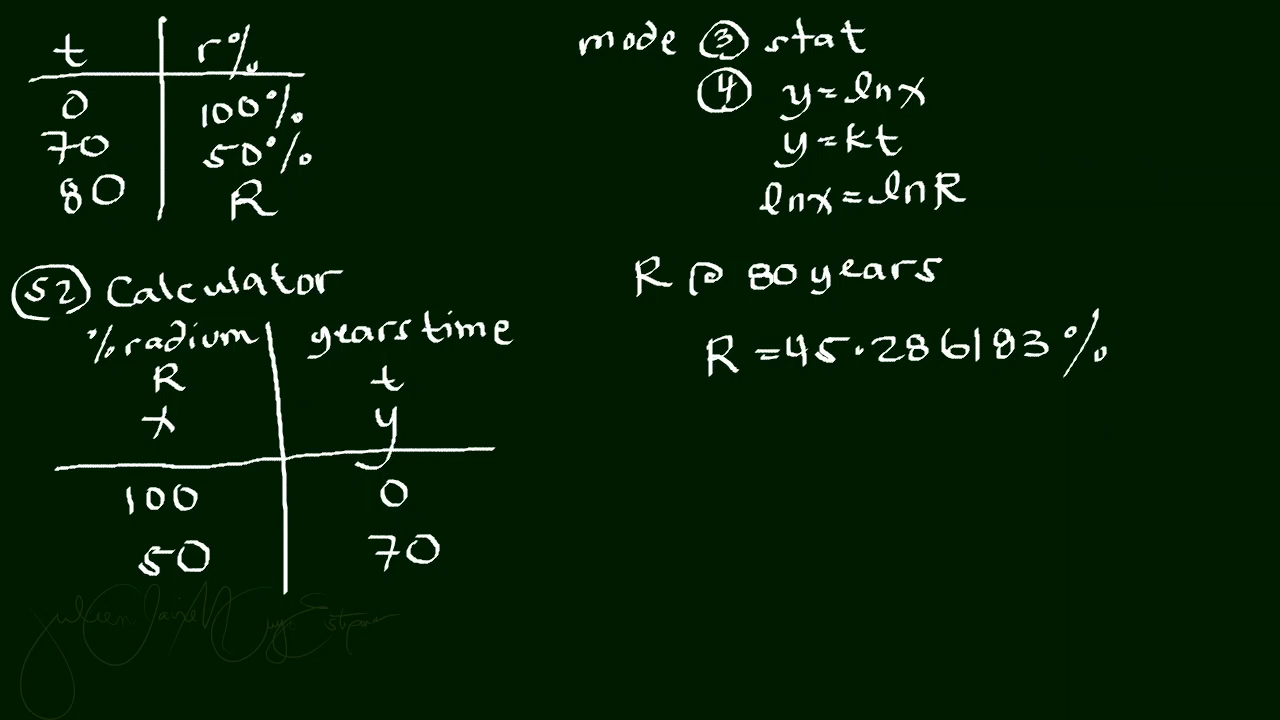 t r%
0 100%
70 50%
80 R
mode ③ stat
④ y=lnx
y=kt
lnx=lnR
R @ 80 years
R=45.286183%
(S2) Calculator
% radium years time
R t
x y
100 0
50 70